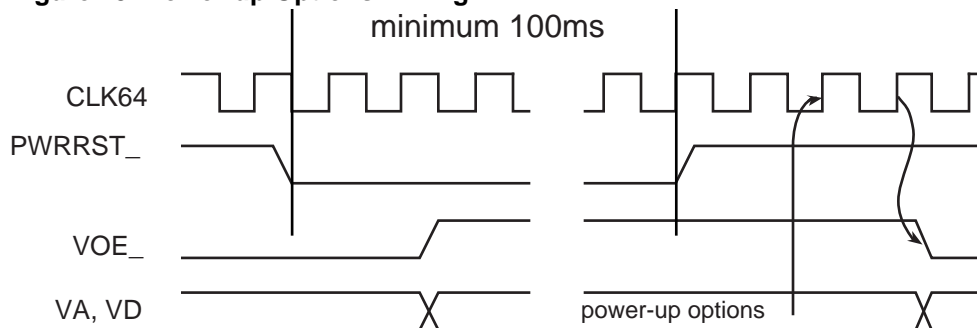 minimum 100ms
CLK64
PWRRST_
VOE_
VA, VD
power-up options